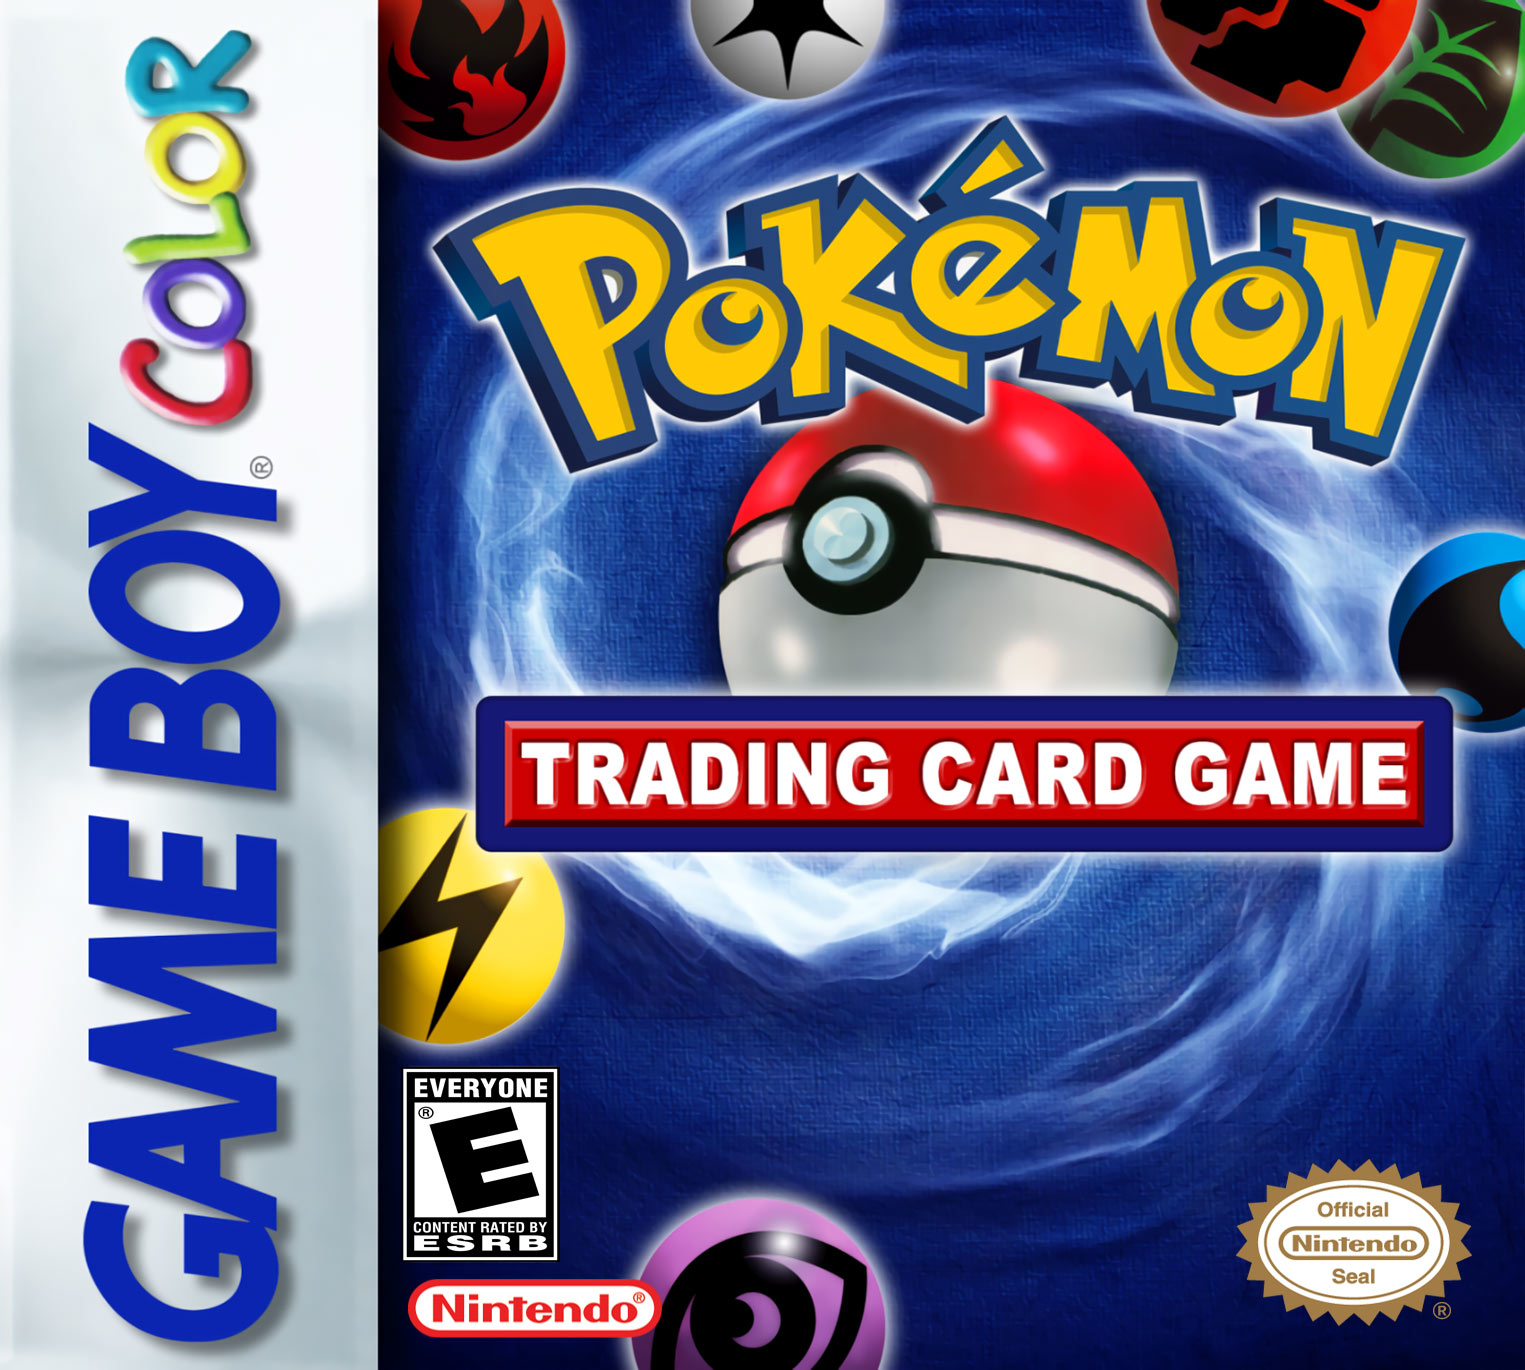 GAME BOY COLOR
®
POKéMON
TRADING CARD GAME
EVERYONE
®
E
CONTENT RATED BY
ESRB
Nintendo®
Official
Nintendo
Seal
®